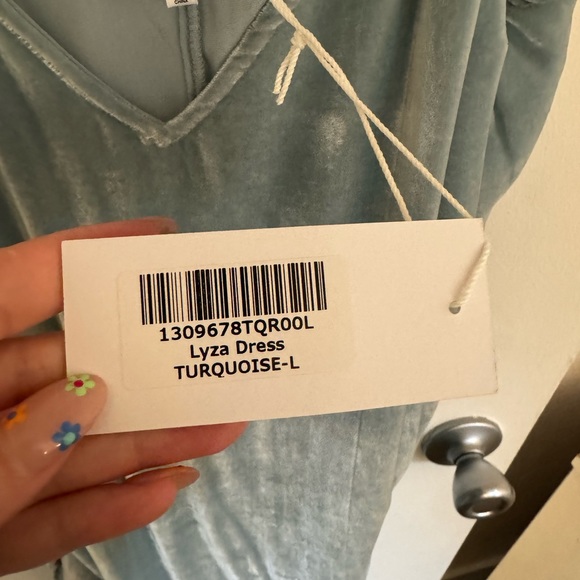 1309678TQR00L
Lyza Dress
TURQUOISE-L